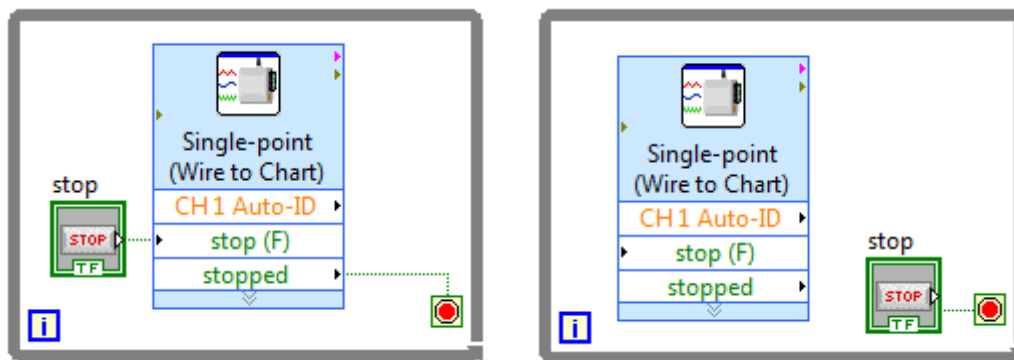 Single-point
(Wire to Chart)
stop
CH 1 Auto-ID
STOP
stop (F)
TF
stopped
i
Single-point
(Wire to Chart)
CH 1 Auto-ID
stop (F)
stop
stopped
STOP
TF
i